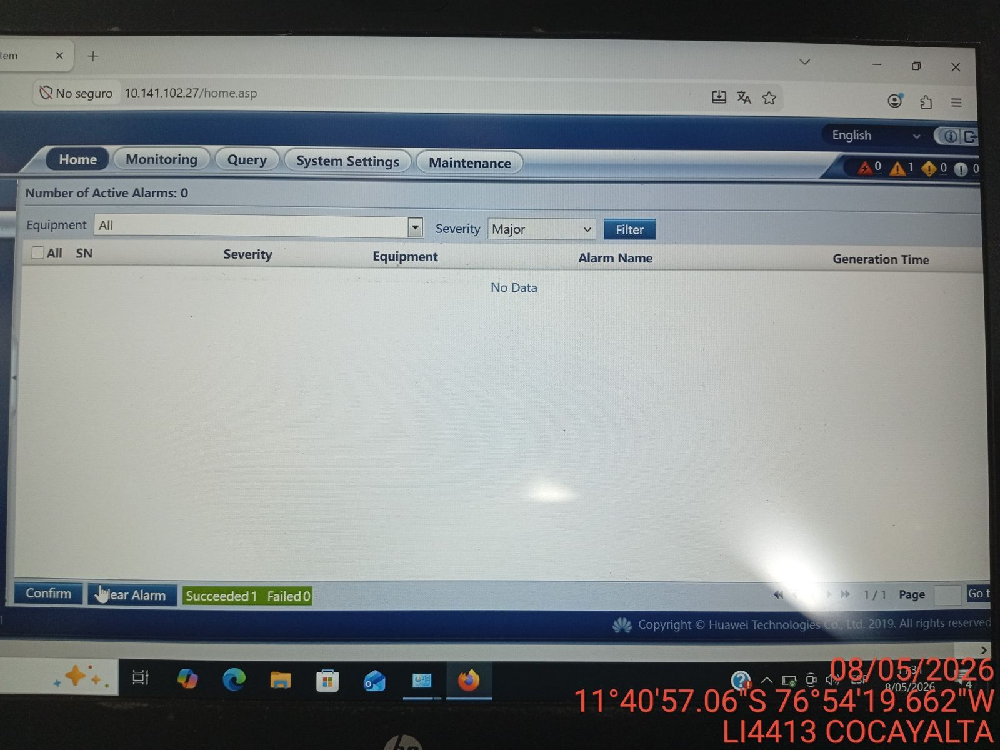 tem
No seguro 10.141.102.27/home.asp
English
Home Monitoring Query System Settings Maintenance
0 1 0 0
Number of Active Alarms: 0
Equipment All Severity Major Filter
All SN Severity Equipment Alarm Name Generation Time
No Data
Confirm lear Alarm Succeeded 1 Failed 0 1 / 1 Page Go t
Copyright © Huawei Technologies Co., Ltd. 2019. All rights reserved
ESP
8/05/2026
4
08/05/2026
11°40'57.06"S 76°54'19.662"W
LI4413 COCAYALTA
hp